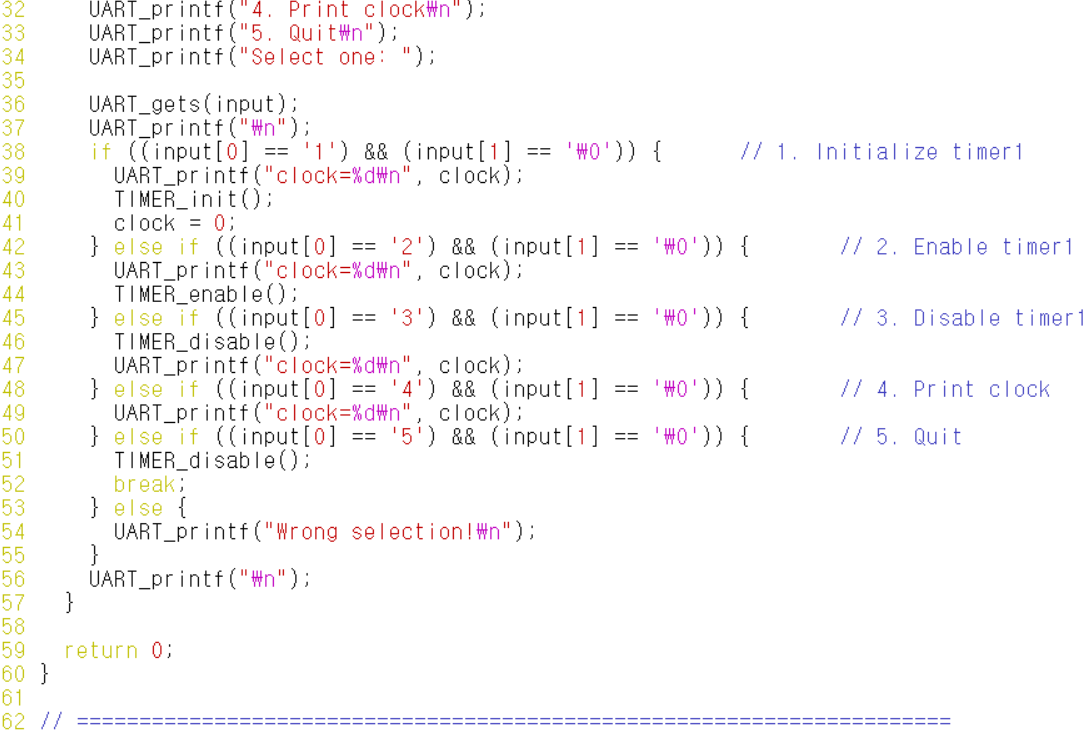 32     UART_printf("4. Print clock₩n");
33     UART_printf("5. Quit₩n");
34     UART_printf("Select one: ");
35
36     UART_gets(input);
37     UART_printf("₩n");
38     if ((input[0] == '1') && (input[1] == '₩0')) {      // 1. Initialize timer1
39       UART_printf("clock=%d₩n", clock);
40       TIMER_init();
41       clock = 0;
42     } else if ((input[0] == '2') && (input[1] == '₩0')) {       // 2. Enable timer1
43       UART_printf("clock=%d₩n", clock);
44       TIMER_enable();
45     } else if ((input[0] == '3') && (input[1] == '₩0')) {       // 3. Disable timer1
46       TIMER_disable();
47       UART_printf("clock=%d₩n", clock);
48     } else if ((input[0] == '4') && (input[1] == '₩0')) {       // 4. Print clock
49       UART_printf("clock=%d₩n", clock);
50     } else if ((input[0] == '5') && (input[1] == '₩0')) {       // 5. Quit
51       TIMER_disable();
52       break;
53     } else {
54       UART_printf("Wrong selection!₩n");
55     }
56     UART_printf("₩n");
57   }
58
59   return 0;
60 }
61
62 // ======================================================================